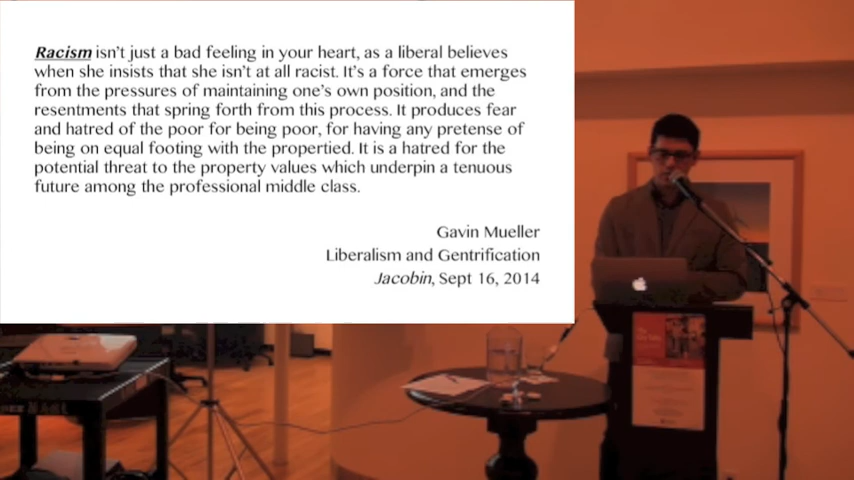 Racism isn't just a bad feeling in your heart, as a liberal believes
when she insists that she isn't at all racist. It's a force that emerges
from the pressures of maintaining one's own position, and the
resentments that spring forth from this process. It produces fear
and hatred of the poor for being poor, for having any pretense of
being on equal footing with the propertied. It is a hatred for the
potential threat to the property values which underpin a tenuous
future among the professional middle class.
Gavin Mueller
Liberalism and Gentrification
Jacobin, Sept 16, 2014